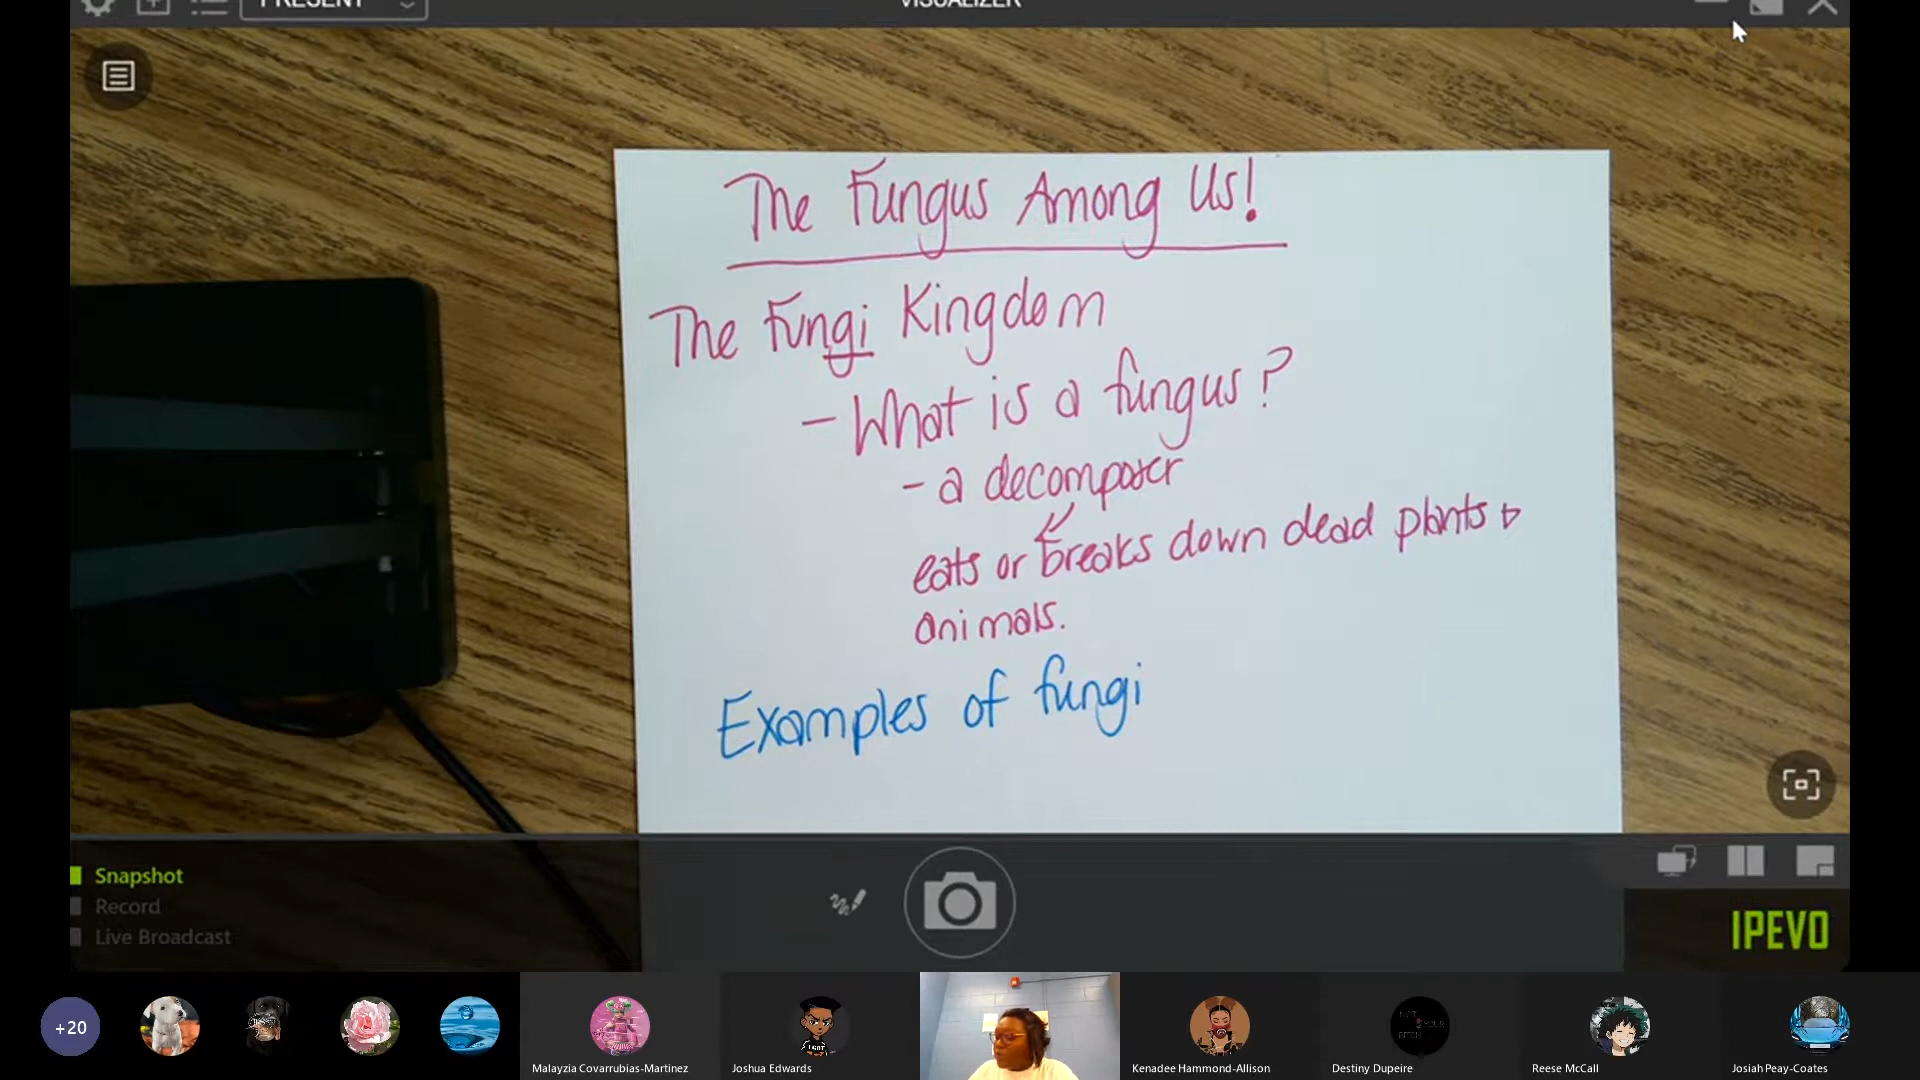 PRESENT
VISUALIZER
The Fungus Among Us!
The Fungi Kingdom
- What is a fungus?
- a decomposer
eats or breaks down dead plants &
animals.
Examples of fungi
Snapshot
Record
Live Broadcast
IPEVO
+20
Malayzia Covarrubias-Martinez
Joshua Edwards
Kenadee Hammond-Allison
Destiny Dupeire
Reese McCall
Josiah Peay-Coates